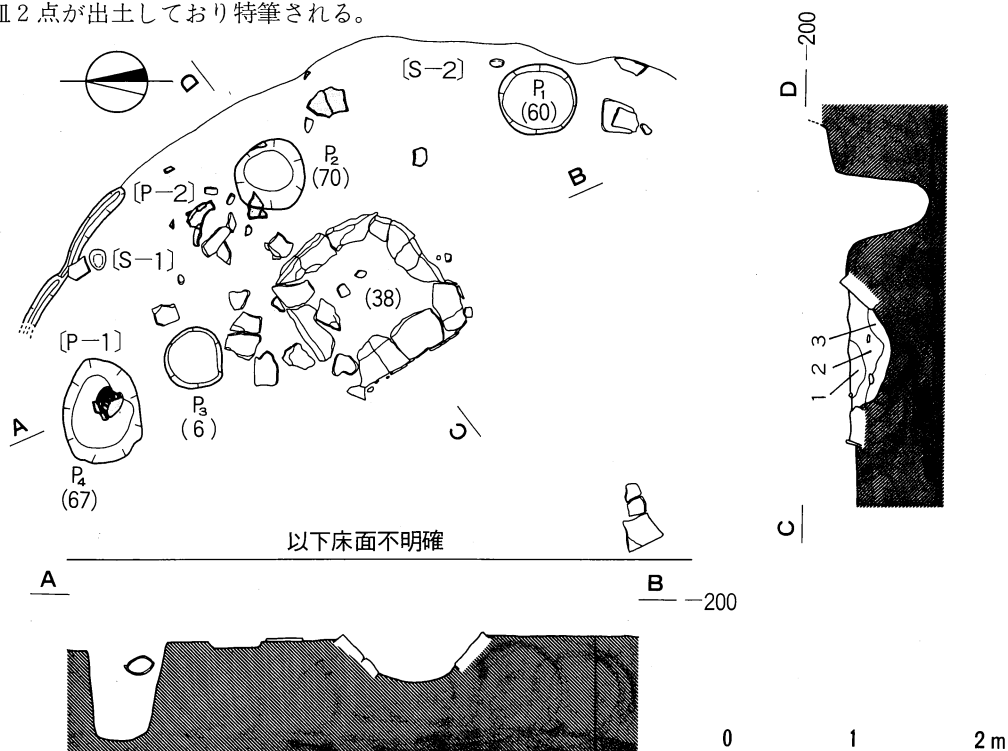 Ⅱ2点が出土しており特筆される。
D
〔S-2〕
P₁
(60)
P₂
(70)
B
〔P-2〕
〔S-1〕
(38)
〔P-1〕
A
P₃
(6)
C
P₄
(67)
以下床面不明確
A
B
-200
D
-200
3
2
1
C
0 1 2m